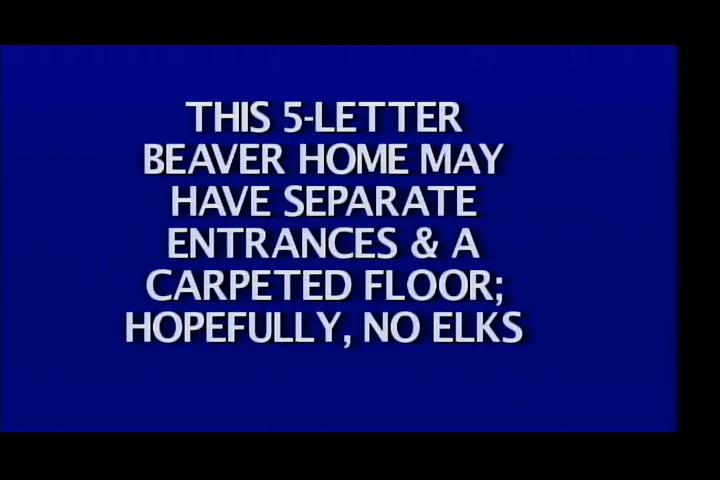 THIS 5-LETTER
BEAVER HOME MAY
HAVE SEPARATE
ENTRANCES & A
CARPETED FLOOR;
HOPEFULLY, NO ELKS